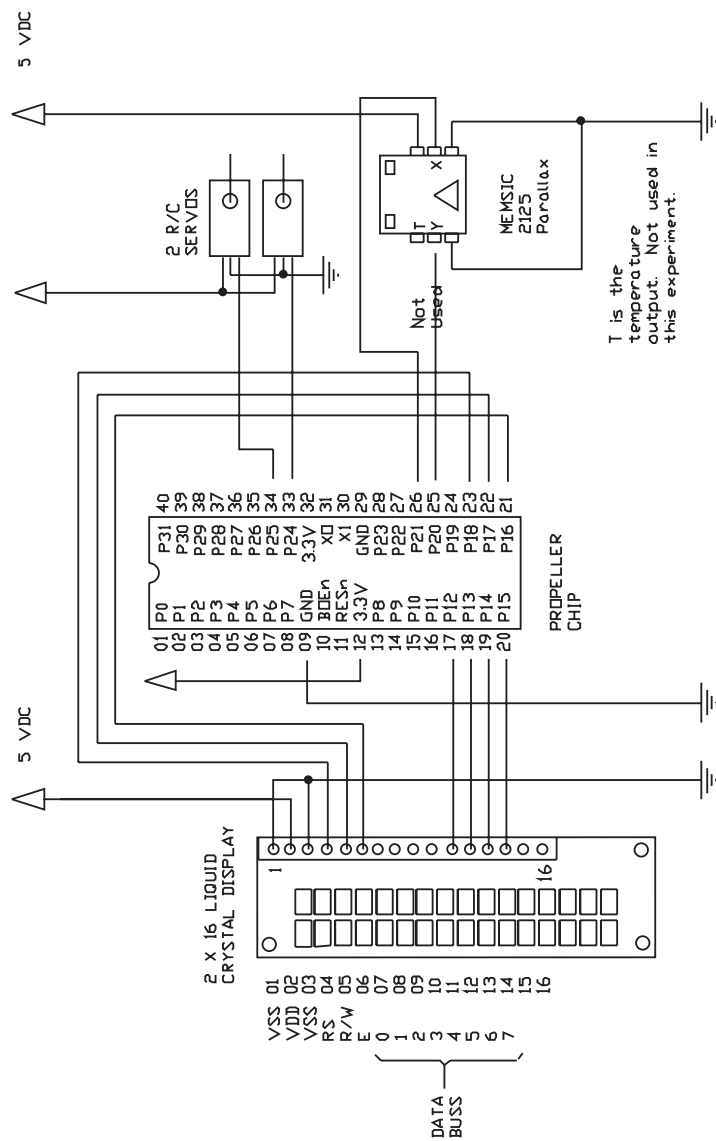 5 VDC
5 VDC
2 X 16 LIQUID
CRYSTAL DISPLAY
VSS 01
VDD 02
VSS 03
RS 04
R/W 05
E 06
0 07
1 08
2 09
3 10
4 11
5 12
6 13
7 14
15
16
DATA
BUSS
1
16
01 P0 P31 40
02 P1 P30 39
03 P2 P29 38
04 P3 P28 37
05 P4 P27 36
06 P5 P26 35
07 P6 P25 34
08 P7 P24 33
09 GND 3.3V 32
10 BOEn XO 31
11 RESn XI 30
12 3.3V GND 29
13 P8 P23 28
14 P9 P22 27
15 P10 P21 26
16 P11 P20 25
17 P12 P19 24
18 P13 P18 23
19 P14 P17 22
20 P15 P16 21
PROPELLER
CHIP
2 R/C
SERVOS
Not
Used
T
Y X
MEMSIC
2125
Parallax
T is the
temperature
output. Not used in
this experiment.